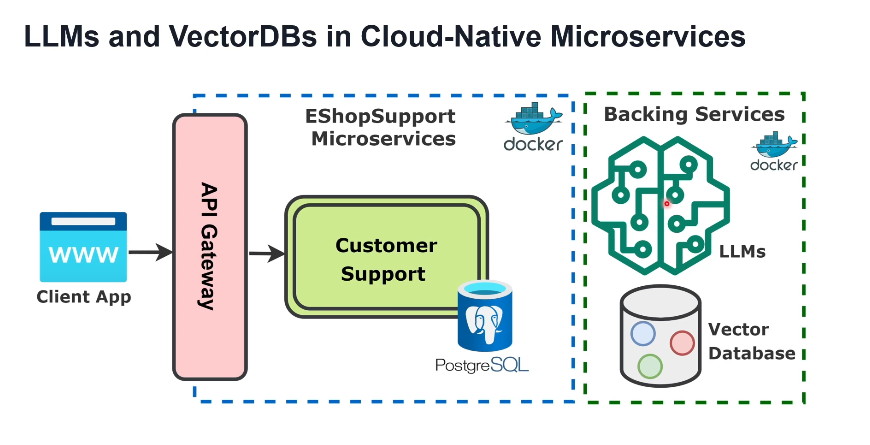 LLMs and VectorDBs in Cloud-Native Microservices
EShopSupport
Microservices
docker
Backing Services
docker
API Gateway
WWW
Client App
Customer
Support
PostgreSQL
LLMs
Vector
Database